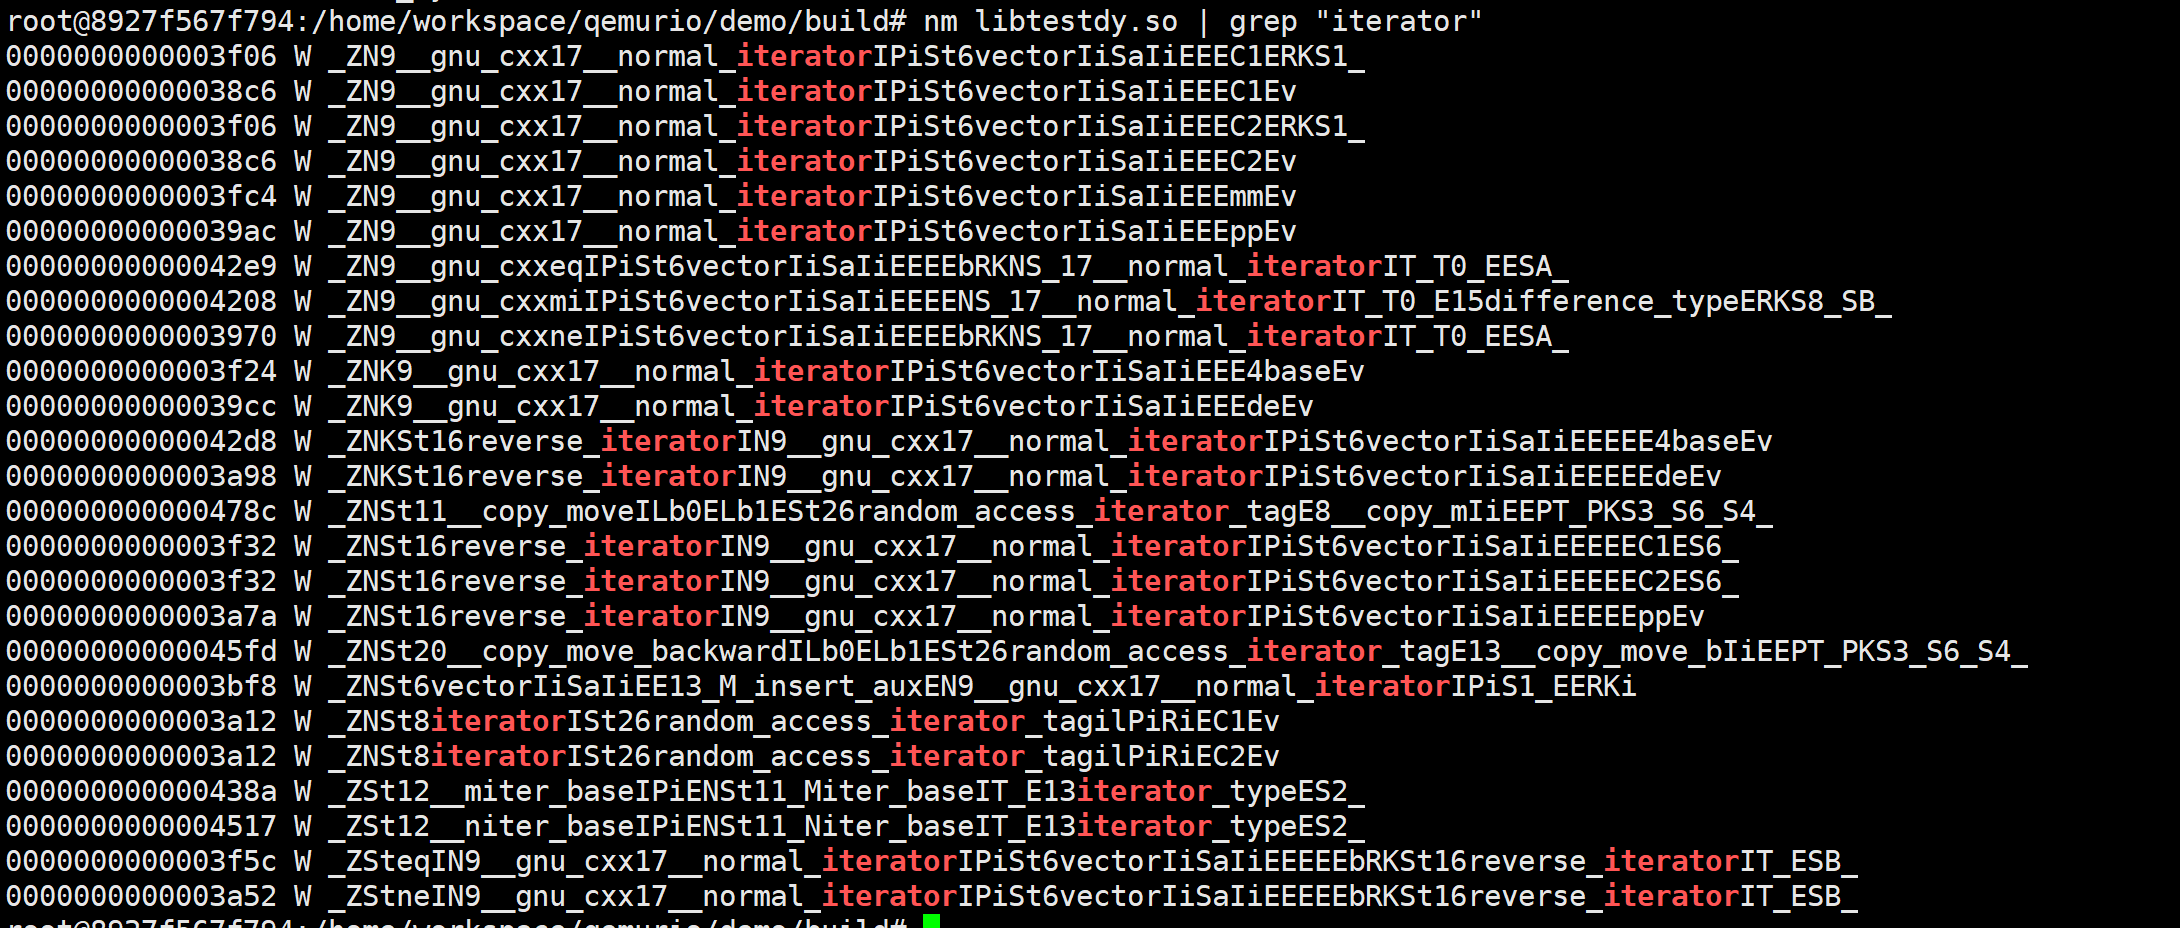 root@8927f567f794:/home/workspace/qemurio/demo/build# nm libtestdy.so | grep "iterator"
0000000000003f06 W _ZN9__gnu_cxx17__normal_iteratorIPiSt6vectorIiSaIiEEEC1ERKS1_
00000000000038c6 W _ZN9__gnu_cxx17__normal_iteratorIPiSt6vectorIiSaIiEEEC1Ev
0000000000003f06 W _ZN9__gnu_cxx17__normal_iteratorIPiSt6vectorIiSaIiEEEC2ERKS1_
00000000000038c6 W _ZN9__gnu_cxx17__normal_iteratorIPiSt6vectorIiSaIiEEEC2Ev
0000000000003fc4 W _ZN9__gnu_cxx17__normal_iteratorIPiSt6vectorIiSaIiEEEmmEv
00000000000039ac W _ZN9__gnu_cxx17__normal_iteratorIPiSt6vectorIiSaIiEEEppEv
00000000000042e9 W _ZN9__gnu_cxxeqIPiSt6vectorIiSaIiEEEEbRKNS_17__normal_iteratorIT_T0_EESA_
0000000000004208 W _ZN9__gnu_cxxmiIPiSt6vectorIiSaIiEEEENS_17__normal_iteratorIT_T0_E15difference_typeERKS8_SB_
0000000000003970 W _ZN9__gnu_cxxneIPiSt6vectorIiSaIiEEEEbRKNS_17__normal_iteratorIT_T0_EESA_
0000000000003f24 W _ZNK9__gnu_cxx17__normal_iteratorIPiSt6vectorIiSaIiEEE4baseEv
00000000000039cc W _ZNK9__gnu_cxx17__normal_iteratorIPiSt6vectorIiSaIiEEEdeEv
00000000000042d8 W _ZNKSt16reverse_iteratorIN9__gnu_cxx17__normal_iteratorIPiSt6vectorIiSaIiEEEEE4baseEv
0000000000003a98 W _ZNKSt16reverse_iteratorIN9__gnu_cxx17__normal_iteratorIPiSt6vectorIiSaIiEEEEEdeEv
000000000000478c W _ZNSt11__copy_moveILb0ELb1ESt26random_access_iterator_tagE8__copy_mIiEEPT_PKS3_S6_S4_
0000000000003f32 W _ZNSt16reverse_iteratorIN9__gnu_cxx17__normal_iteratorIPiSt6vectorIiSaIiEEEEEC1ES6_
0000000000003f32 W _ZNSt16reverse_iteratorIN9__gnu_cxx17__normal_iteratorIPiSt6vectorIiSaIiEEEEEC2ES6_
0000000000003a7a W _ZNSt16reverse_iteratorIN9__gnu_cxx17__normal_iteratorIPiSt6vectorIiSaIiEEEEEppEv
00000000000045fd W _ZNSt20__copy_move_backwardILb0ELb1ESt26random_access_iterator_tagE13__copy_move_bIiEEPT_PKS3_S6_S4_
0000000000003bf8 W _ZNSt6vectorIiSaIiEE13_M_insert_auxEN9__gnu_cxx17__normal_iteratorIPiS1_EERKi
0000000000003a12 W _ZNSt8iteratorISt26random_access_iterator_tagilPiRiEC1Ev
0000000000003a12 W _ZNSt8iteratorISt26random_access_iterator_tagilPiRiEC2Ev
000000000000438a W _ZSt12__miter_baseIPiENSt11_Miter_baseIT_E13iterator_typeES2_
0000000000004517 W _ZSt12__niter_baseIPiENSt11_Niter_baseIT_E13iterator_typeES2_
0000000000003f5c W _ZSteqIN9__gnu_cxx17__normal_iteratorIPiSt6vectorIiSaIiEEEEEbRKSt16reverse_iteratorIT_ESB_
0000000000003a52 W _ZStneIN9__gnu_cxx17__normal_iteratorIPiSt6vectorIiSaIiEEEEEbRKSt16reverse_iteratorIT_ESB_
root@8927f567f794:/home/workspace/qemurio/demo/build#